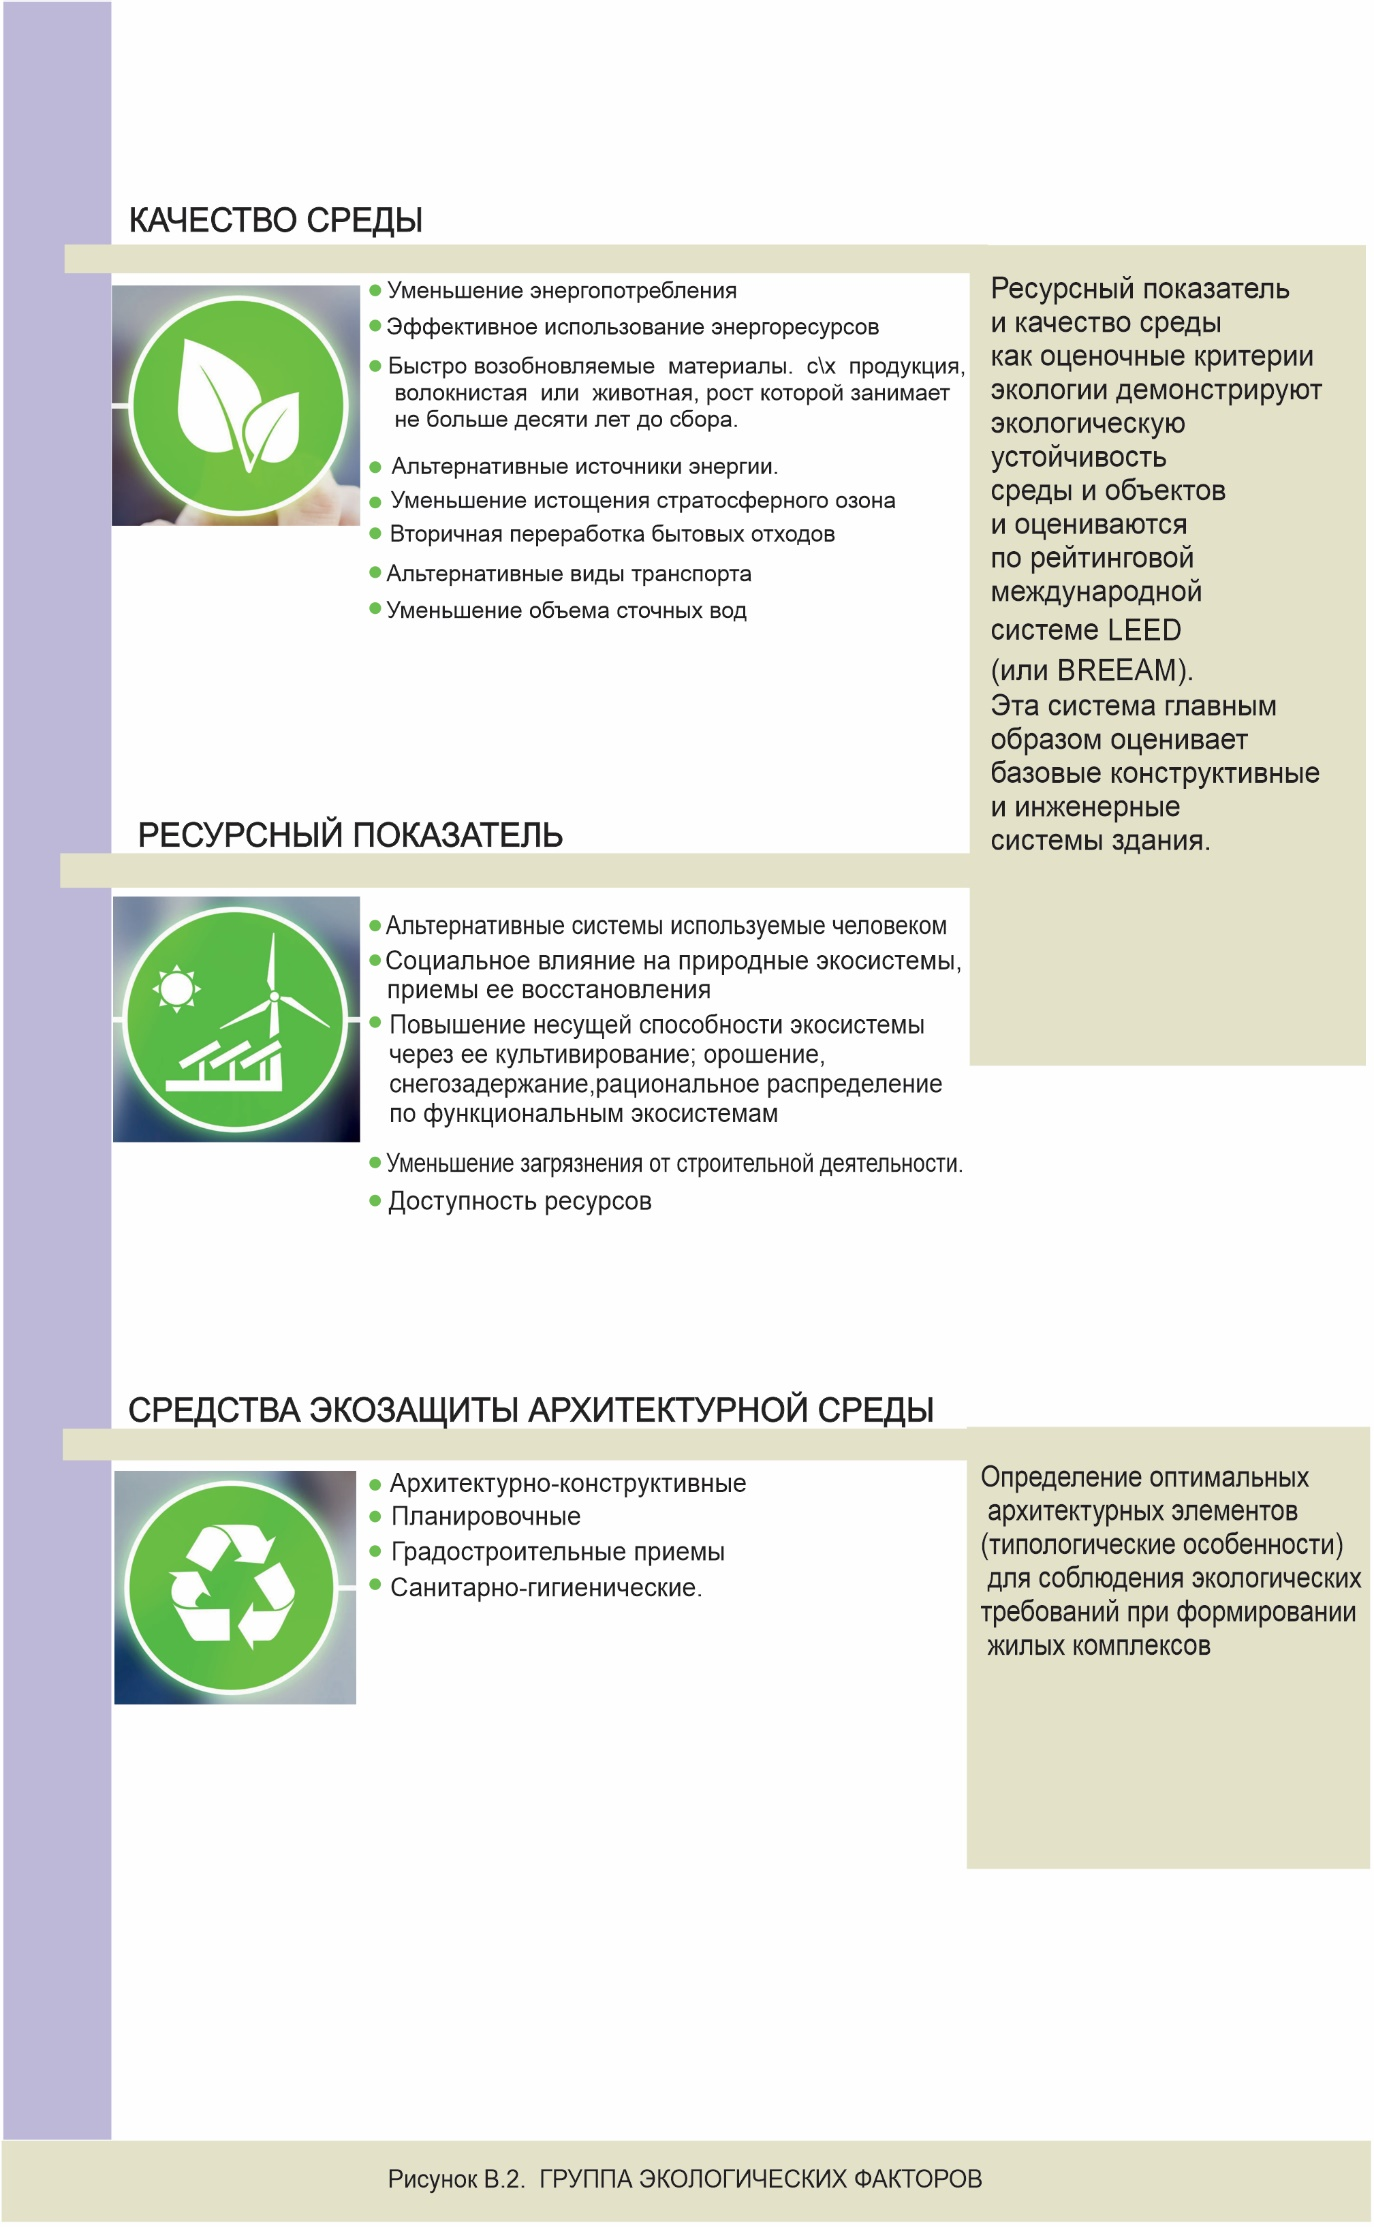 КАЧЕСТВО СРЕДЫ
Уменьшение энергопотребления
Эффективное использование энергоресурсов
Быстро возобновляемые материалы. с\х продукция,
волокнистая или животная, рост которой занимает
не больше десяти лет до сбора.
Альтернативные источники энергии.
Уменьшение истощения стратосферного озона
Вторичная переработка бытовых отходов
Альтернативные виды транспорта
Уменьшение объема сточных вод
Ресурсный показатель
и качество среды
как оценочные критерии
экологии демонстрируют
экологическую
устойчивость
среды и объектов
и оцениваются
по рейтинговой
международной
системе LEED
(или BREEAM).
Эта система главным
образом оценивает
базовые конструктивные
и инженерные
системы здания.
РЕСУРСНЫЙ ПОКАЗАТЕЛЬ
Альтернативные системы используемые человеком
Социальное влияние на природные экосистемы,
приемы ее восстановления
Повышение несущей способности экосистемы
через ее культивирование; орошение,
снегозадержание,рациональное распределение
по функциональным экосистемам
Уменьшение загрязнения от строительной деятельности.
Доступность ресурсов
СРЕДСТВА ЭКОЗАЩИТЫ АРХИТЕКТУРНОЙ СРЕДЫ
Архитектурно-конструктивные
Планировочные
Градостроительные приемы
Санитарно-гигиенические.
Определение оптимальных
архитектурных элементов
(типологические особенности)
для соблюдения экологических
требований при формировании
жилых комплексов
Рисунок В.2. ГРУППА ЭКОЛОГИЧЕСКИХ ФАКТОРОВ